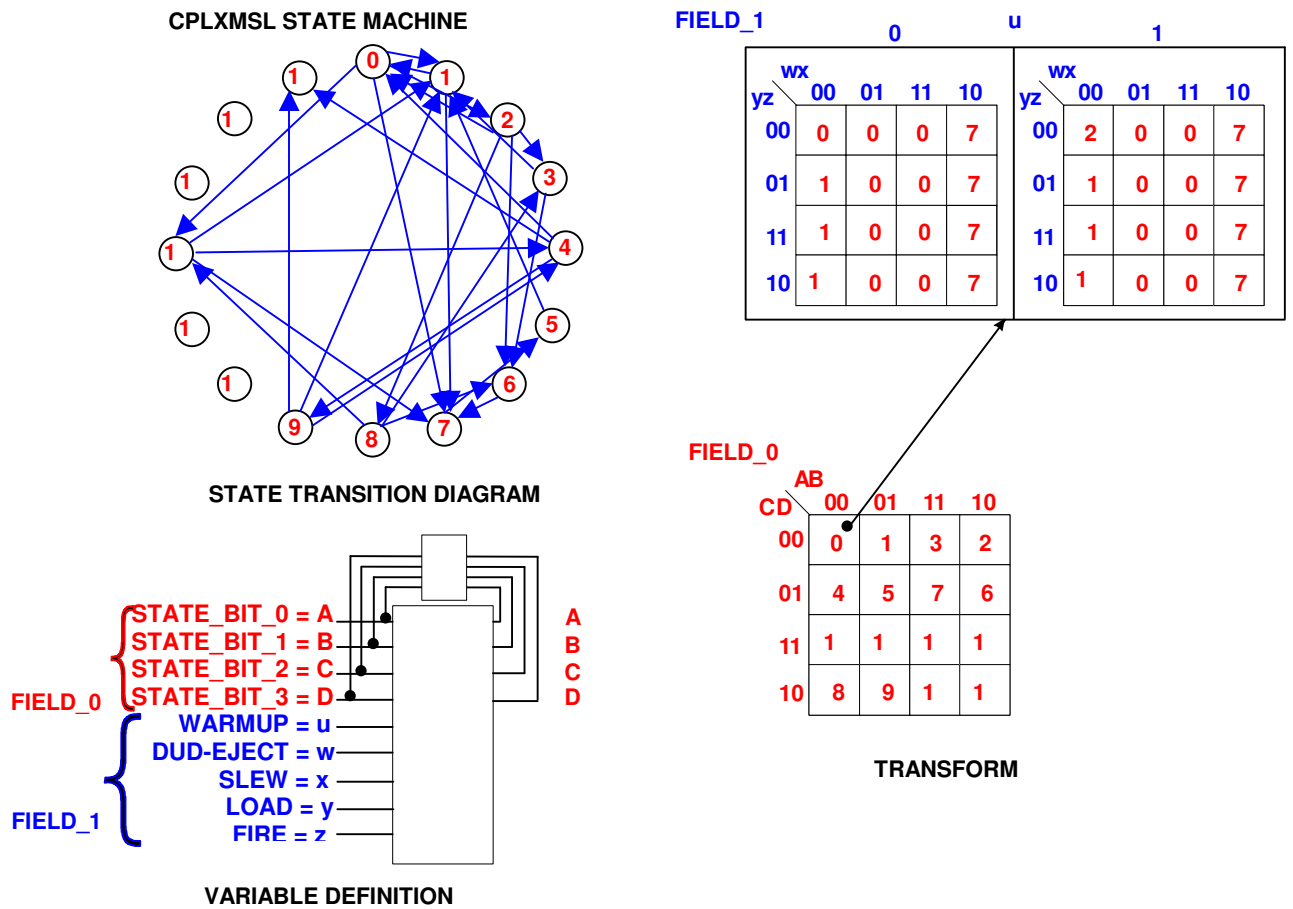 CPLXMSL STATE MACHINE
0
1
1
1
2
1
3
1
4
1
5
1
6
9
8
7
STATE TRANSITION DIAGRAM
STATE_BIT_0 = A
STATE_BIT_1 = B
STATE_BIT_2 = C
STATE_BIT_3 = D
FIELD_0
WARMUP = u
DUD-EJECT = w
SLEW = x
LOAD = y
FIRE = z
FIELD_1
A
B
C
D
VARIABLE DEFINITION
FIELD_1
0 u 1
wx
yz 00 01 11 10
00 0 0 0 7
01 1 0 0 7
11 1 0 0 7
10 1 0 0 7
wx
yz 00 01 11 10
00 2 0 0 7
01 1 0 0 7
11 1 0 0 7
10 1 0 0 7
FIELD_0
AB
CD 00 01 11 10
00 0 1 3 2
01 4 5 7 6
11 1 1 1 1
10 8 9 1 1
TRANSFORM